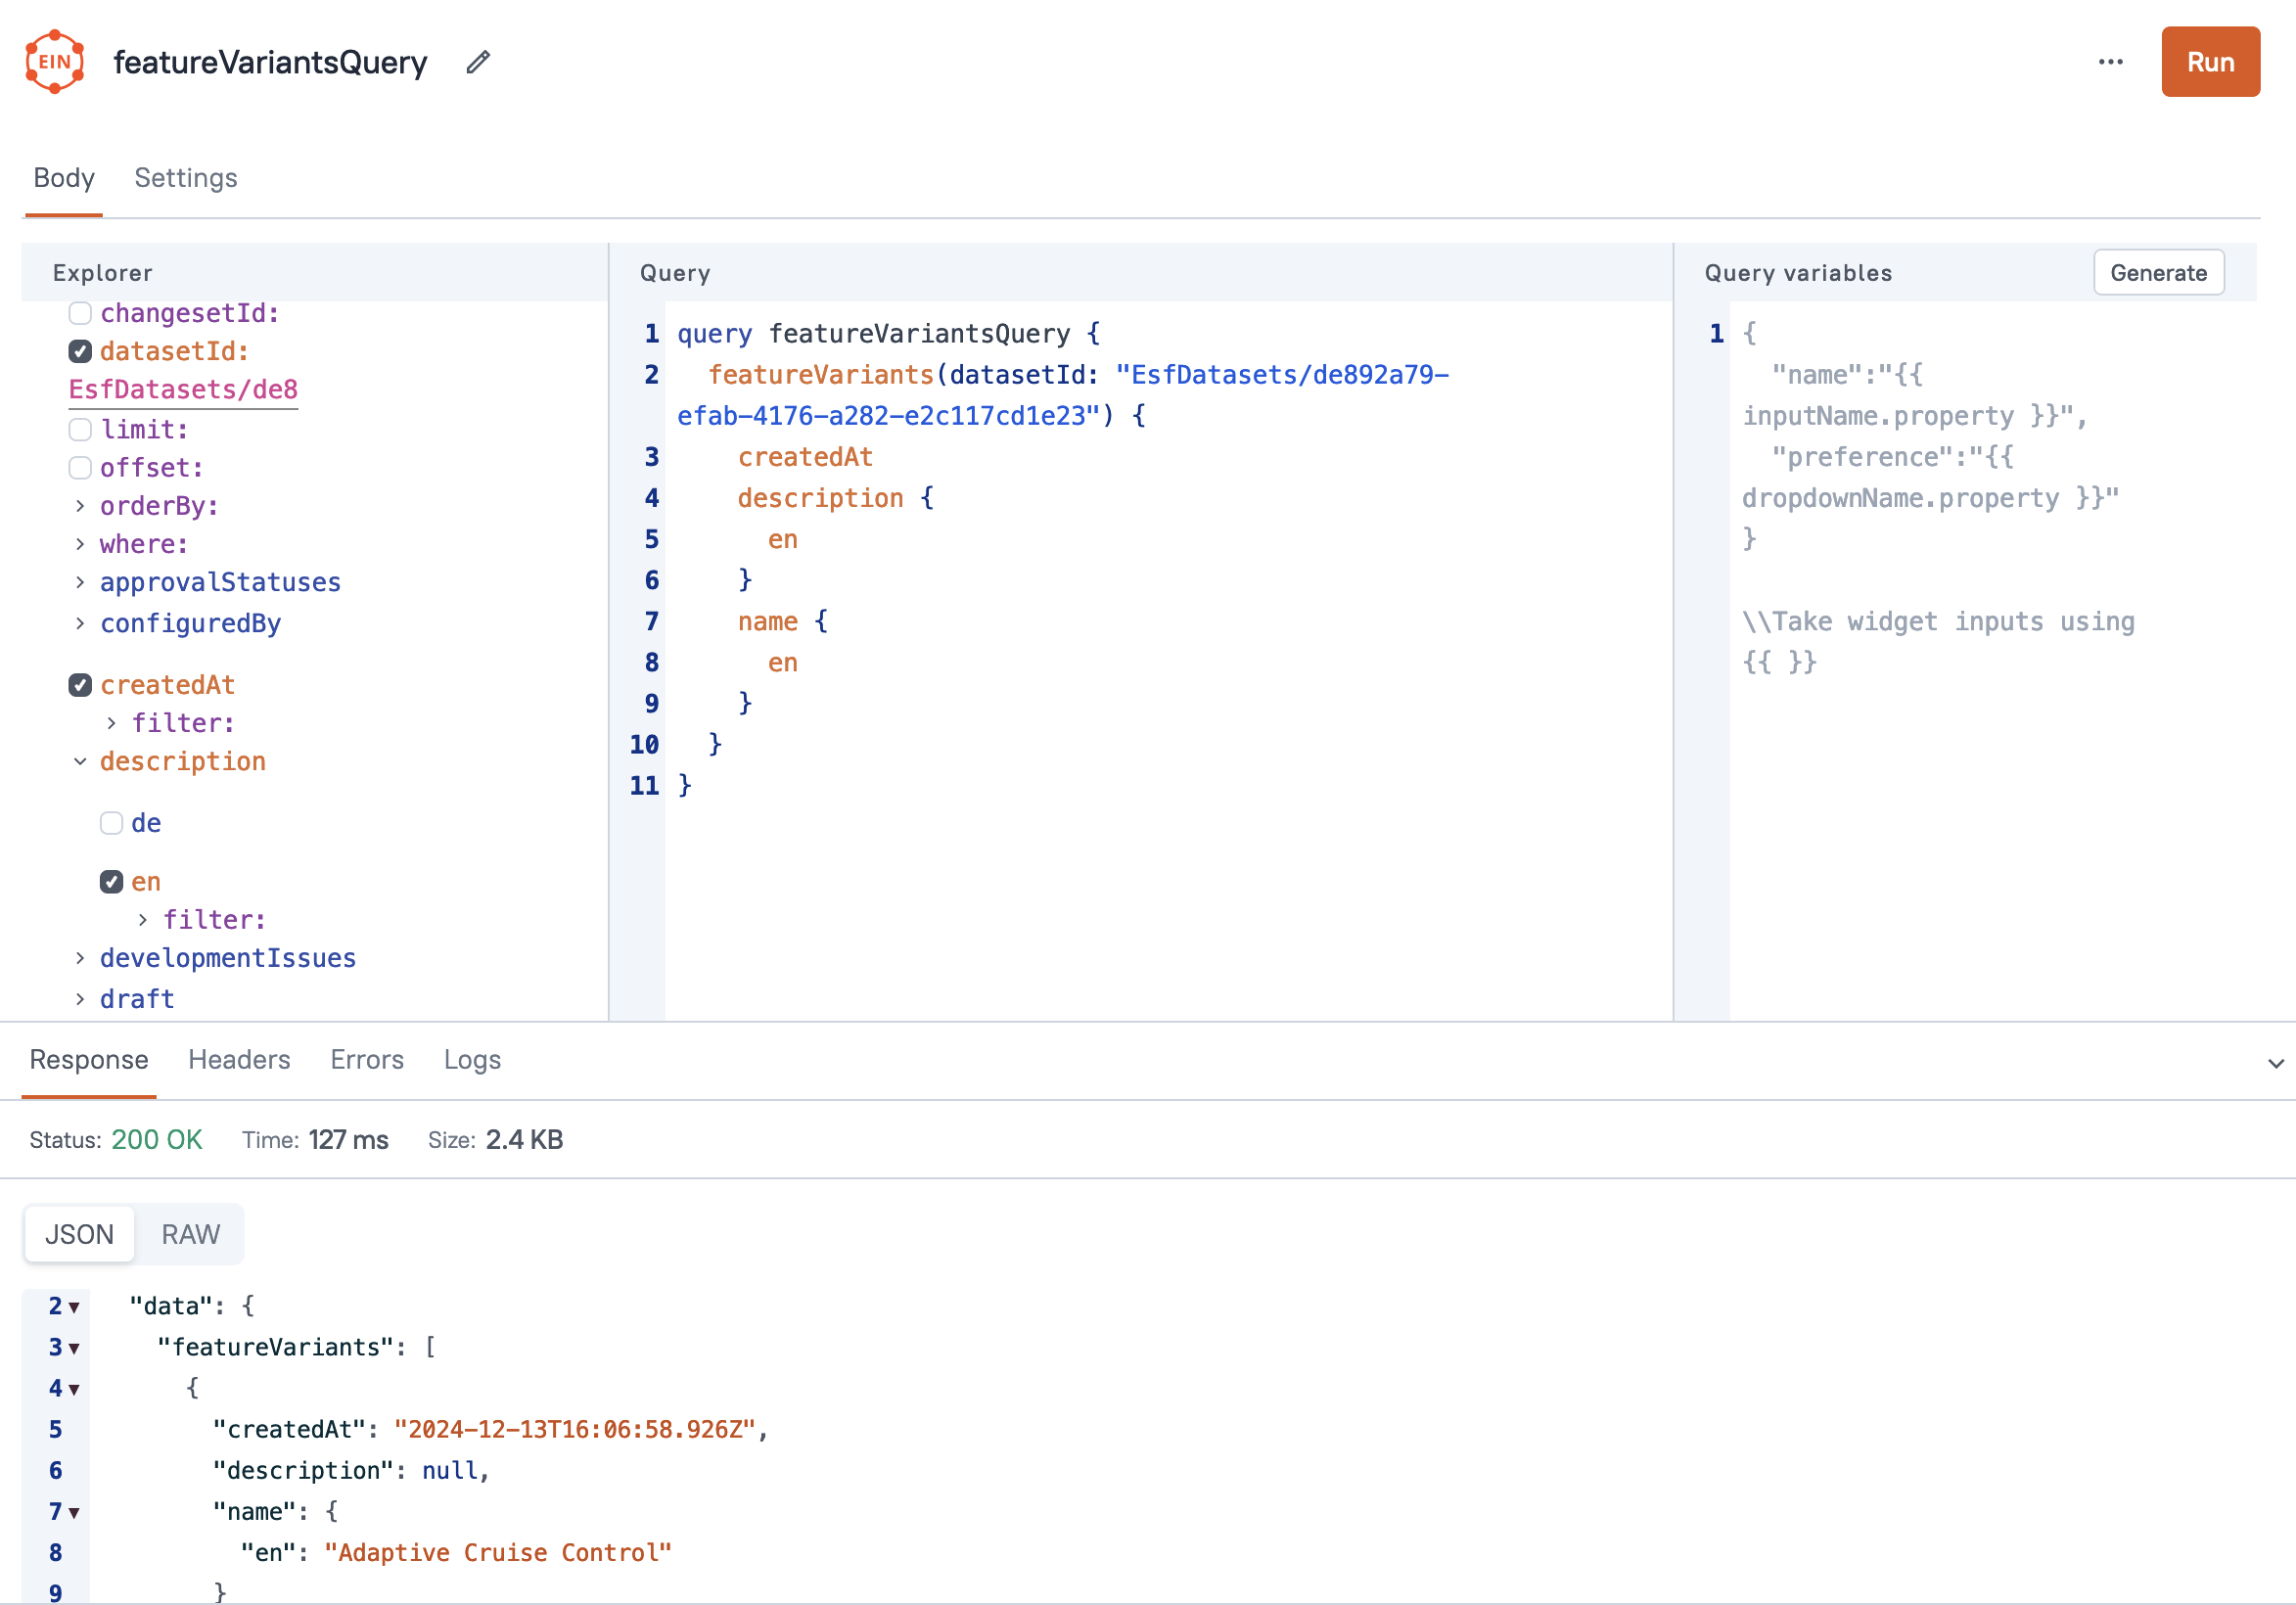 EIN
featureVariantsQuery
Run
Body
Settings
Explorer
changesetId:
datasetId:
EsfDatasets/de8
limit:
offset:
orderBy:
where:
approvalStatuses
configuredBy
createdAt
filter:
description
de
en
filter:
developmentIssues
draft
Query
1 query featureVariantsQuery {
2 featureVariants(datasetId: "EsfDatasets/de892a79-
efab-4176-a282-e2c117cd1e23") {
3 createdAt
4 description {
5 en
6 }
7 name {
8 en
9 }
10 }
11 }
Query variables
Generate
1 {
"name":"{{
inputName.property }}",
"preference":"{{
dropdownName.property }}"
}
\\Take widget inputs using
{{ }}
Response
Headers
Errors
Logs
Status: 200 OK
Time: 127 ms
Size: 2.4 KB
JSON
RAW
2 "data": {
3 "featureVariants": [
4 {
5 "createdAt": "2024-12-13T16:06:58.926Z",
6 "description": null,
7 "name": {
8 "en": "Adaptive Cruise Control"
9 }